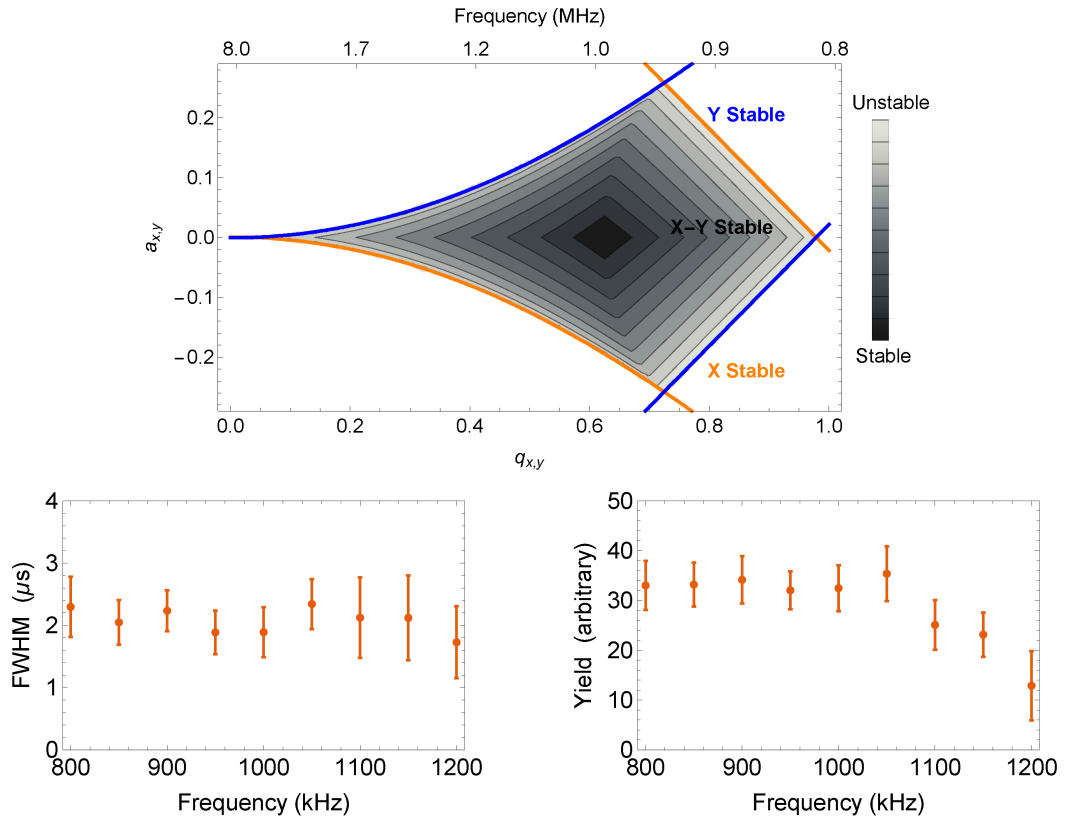 Frequency (MHz)
8.0 1.7 1.2 1.0 0.9 0.8
Y Stable
X−Y Stable
X Stable
Unstable
Stable
a_{x,y}
0.2
0.1
0.0
−0.1
−0.2
0.0 0.2 0.4 0.6 0.8 1.0
q_{x,y}
FWHM (μs)
4
3
2
1
0
800 900 1000 1100 1200
Frequency (kHz)
Yield (arbitrary)
50
40
30
20
10
0
800 900 1000 1100 1200
Frequency (kHz)